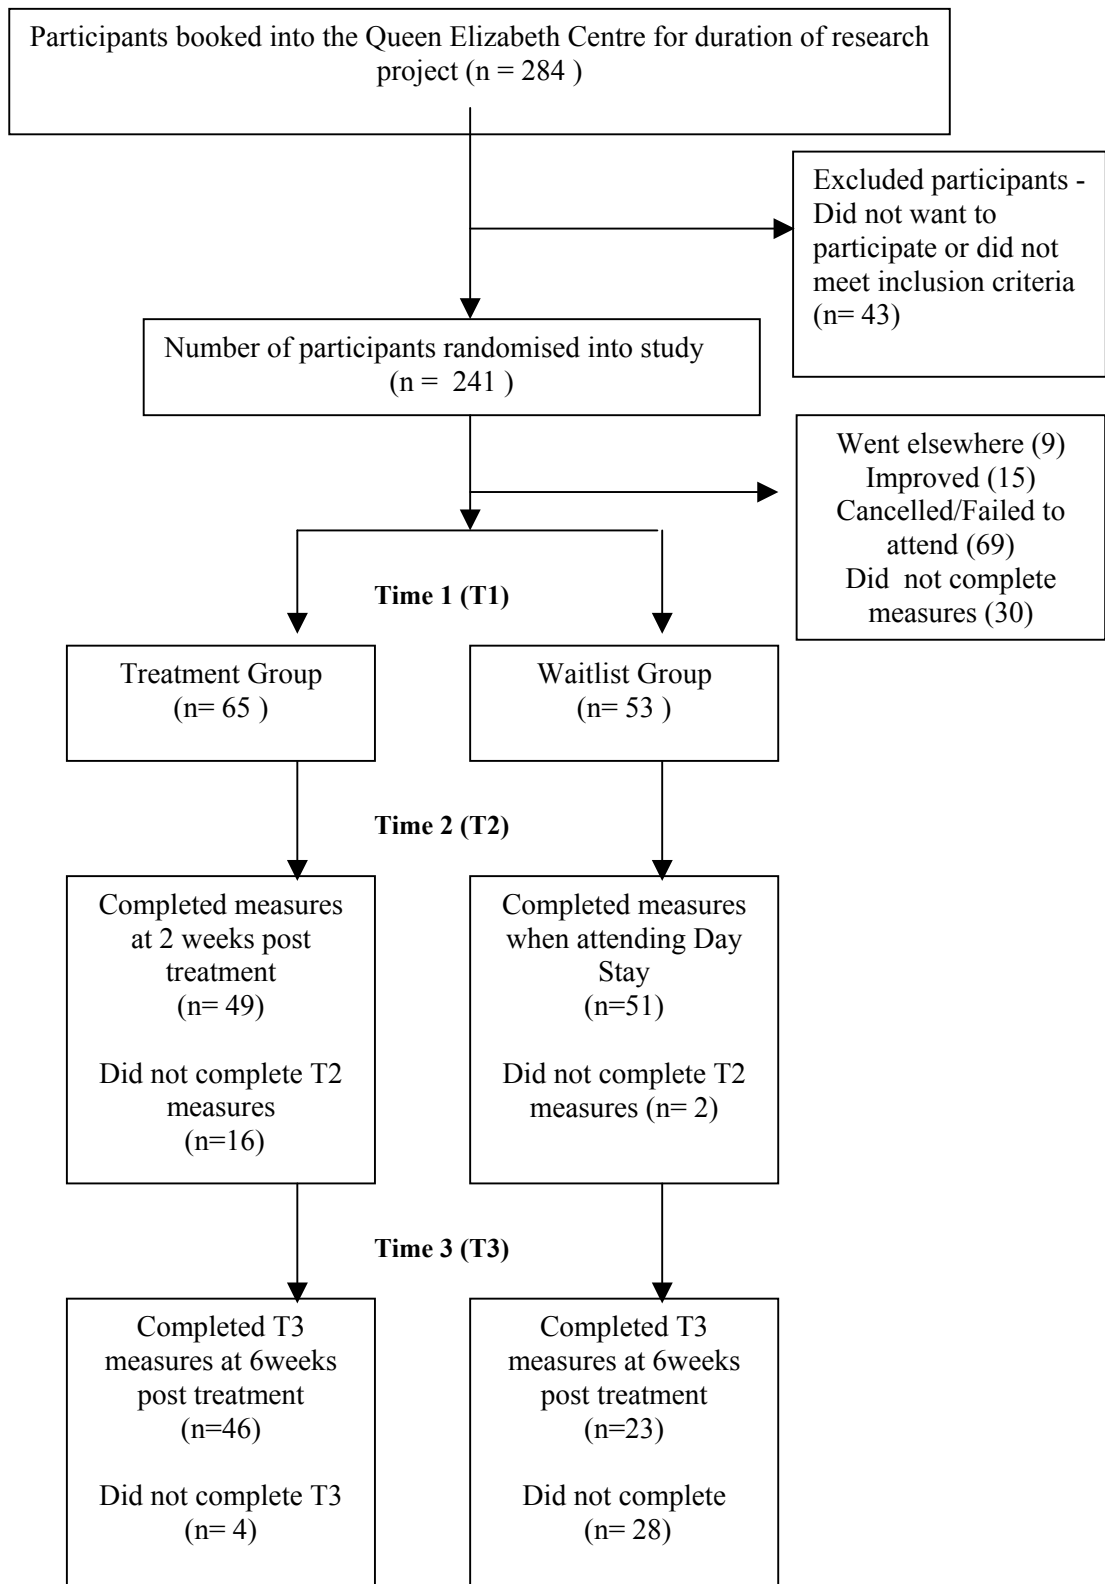 Participants booked into the Queen Elizabeth Centre for duration of research
project (n = 284 )
Excluded participants -
Did not want to
participate or did not
meet inclusion criteria
(n= 43)
Number of participants randomised into study
(n =  241 )
Went elsewhere (9)
Improved (15)
Cancelled/Failed to
attend (69)
Did  not complete
measures (30)
Time 1 (T1)
Treatment Group
(n= 65 )
Waitlist Group
(n= 53 )
Time 2 (T2)
Completed measures
at 2 weeks post
treatment
(n= 49)
Did not complete T2
measures
(n=16)
Completed measures
when attending Day
Stay
(n=51)
Did not complete T2
measures (n= 2)
Time 3 (T3)
Completed T3
measures at 6weeks
post treatment
(n=46)
Did not complete T3
(n= 4)
Completed T3
measures at 6weeks
post treatment
(n=23)
Did not complete
(n= 28)